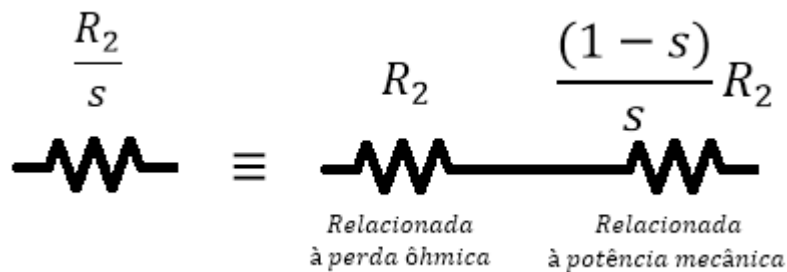 R₂/s
≡
R₂
(1 − s)/s R₂
Relacionada
à perda ôhmica
Relacionada
à potência mecânica